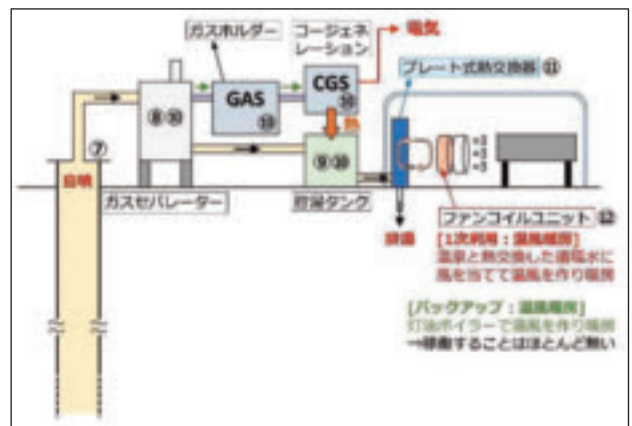 ガスホルダー
コージェネ
レーション
電気
プレート式熱交換器 ⑪
GAS
CGS
⑧⑩
⑩
⑩
熱
⑨⑩
⑦
自噴
ガスセパレーター
貯湯タンク
ファンコイルユニット ⑫
排湯
[1次利用:温風暖房]
温泉と熱交換した循環水に
風を当てて温風を作り暖房
[バックアップ:温風暖房]
灯油ボイラーで温風を作り暖房
⇒稼働することはほとんど無い